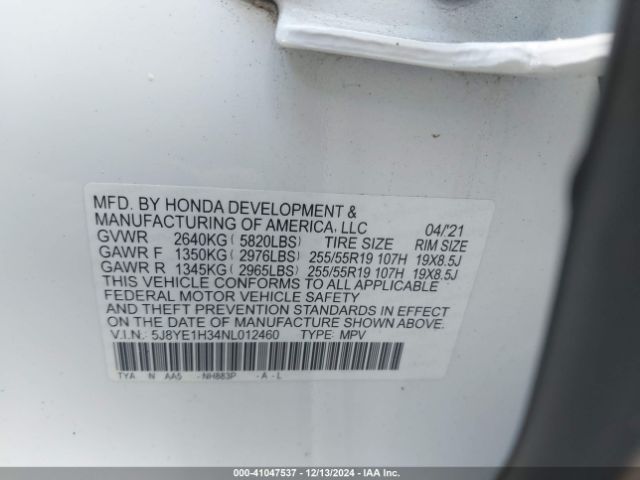 MFD. BY HONDA DEVELOPMENT &
MANUFACTURING OF AMERICA, LLC 04/'21
GVWR 2640KG( 5820LBS) TIRE SIZE RIM SIZE
GAWR F 1350KG( 2976LBS) 255/55R19 107H 19X8.5J
GAWR R 1345KG( 2965LBS) 255/55R19 107H 19X8.5J
THIS VEHICLE CONFORMS TO ALL APPLICABLE
FEDERAL MOTOR VEHICLE SAFETY
AND THEFT PREVENTION STANDARDS IN EFFECT
ON THE DATE OF MANUFACTURE SHOWN ABOVE.
V.I.N.: 5J8YE1H34NL012460 TYPE: MPV
TYA N AA5 -NH883P -A-L
000-41047537 - 12/13/2024 - IAA Inc.